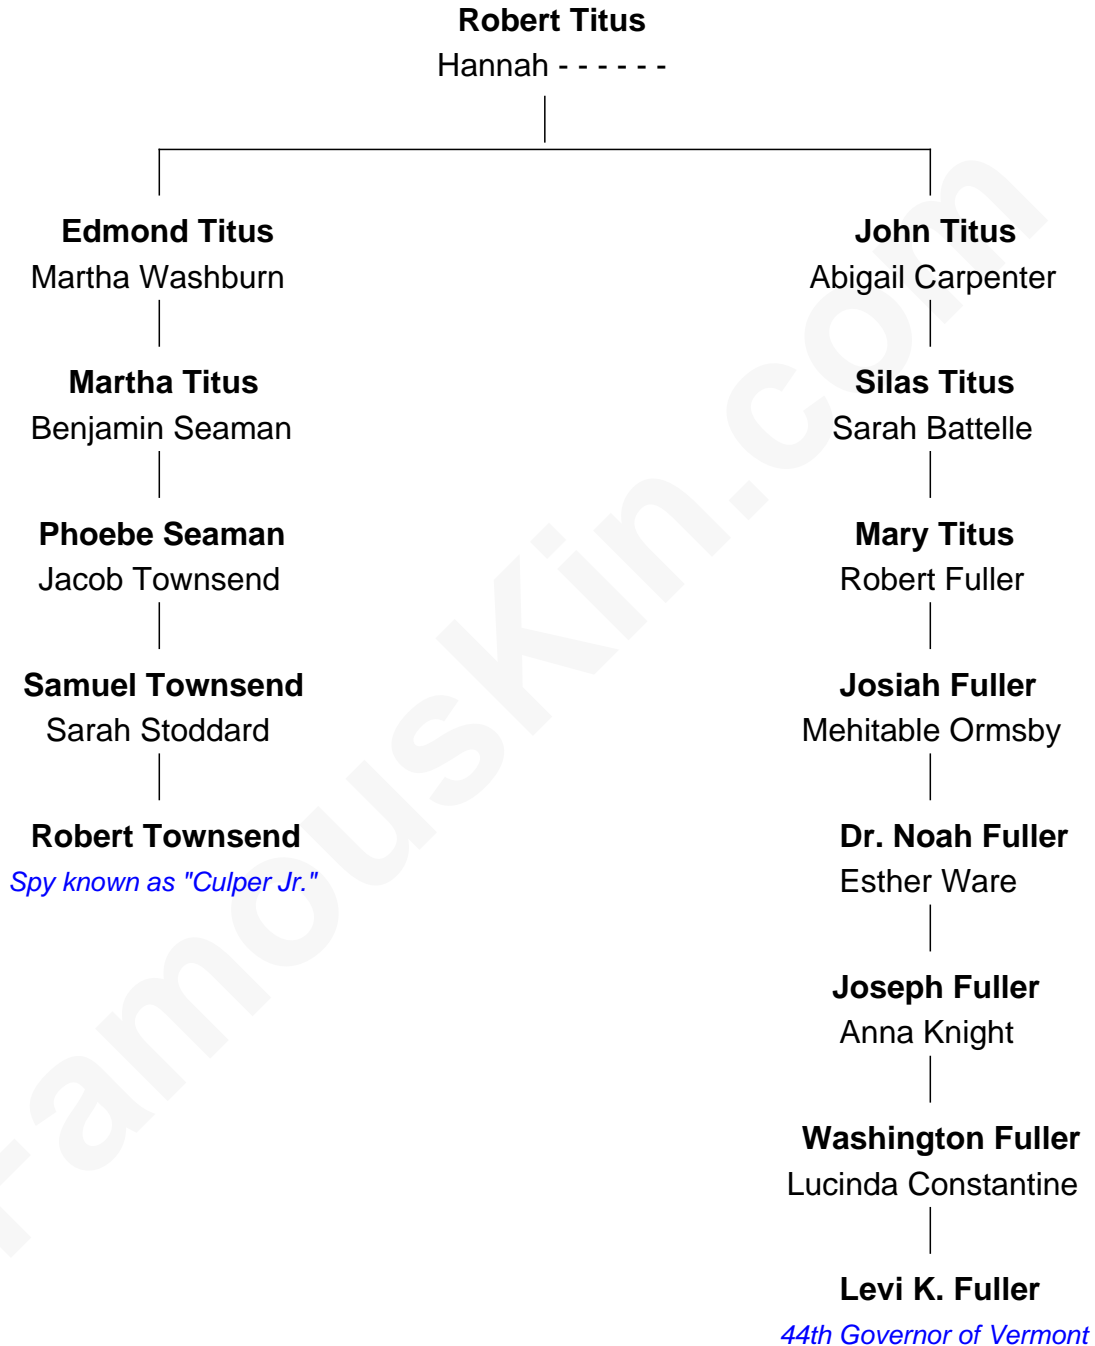 Robert Titus
Hannah - - - - - -
Edmond Titus
Martha Washburn
John Titus
Abigail Carpenter
Martha Titus
Benjamin Seaman
Silas Titus
Sarah Battelle
Phoebe Seaman
Jacob Townsend
Mary Titus
Robert Fuller
Samuel Townsend
Sarah Stoddard
Josiah Fuller
Mehitable Ormsby
Robert Townsend
Spy known as "Culper Jr."
Dr. Noah Fuller
Esther Ware
Joseph Fuller
Anna Knight
Washington Fuller
Lucinda Constantine
Levi K. Fuller
44th Governor of Vermont
FamousKin.com